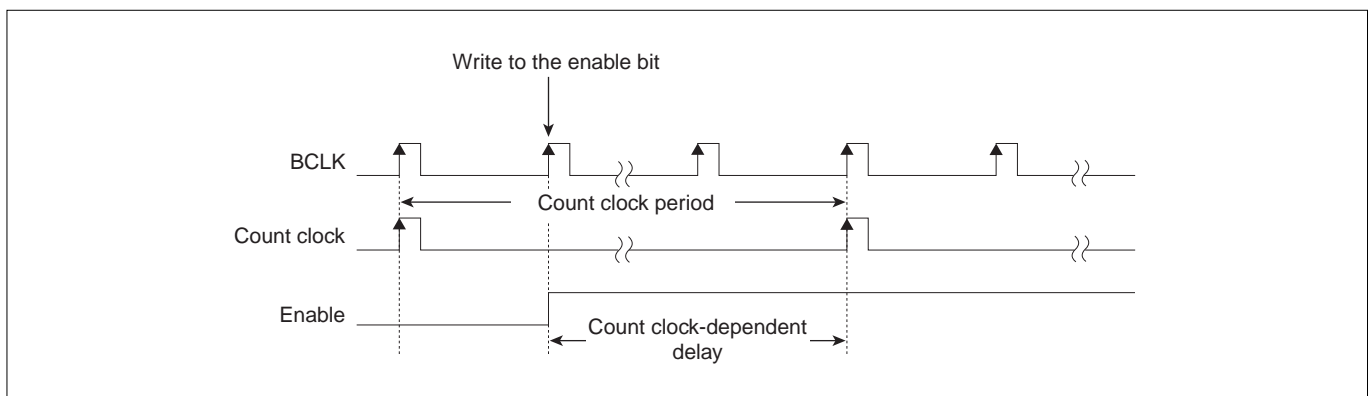 Write to the enable bit
BCLK
Count clock period
Count clock
Enable
Count clock-dependent
delay